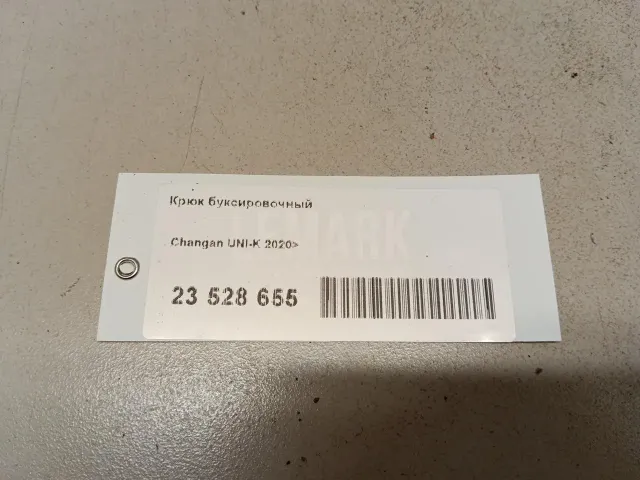 Крюк буксировочный
Changan UNI-K 2020>
23 528 655